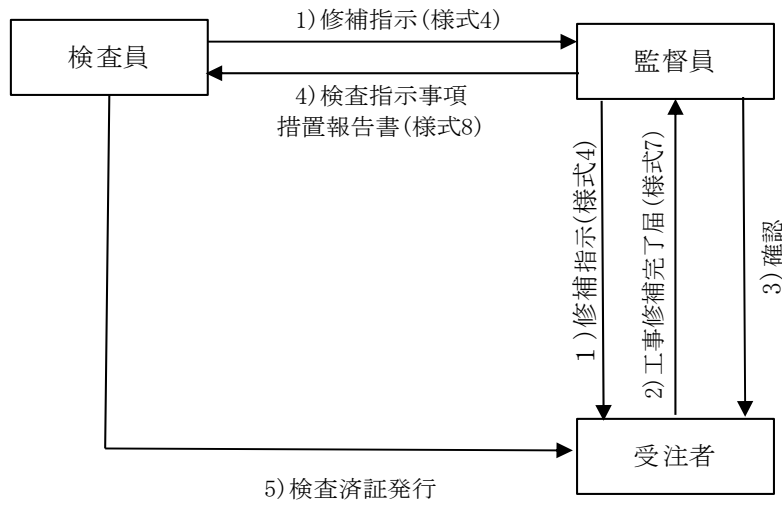 1)修補指示(様式4)
検査員
監督員
4)検査指示事項
措置報告書(様式8)
１)修補指示(様式4)
2)工事修補完了届(様式7)
3)確認
受注者
5)検査済証発行